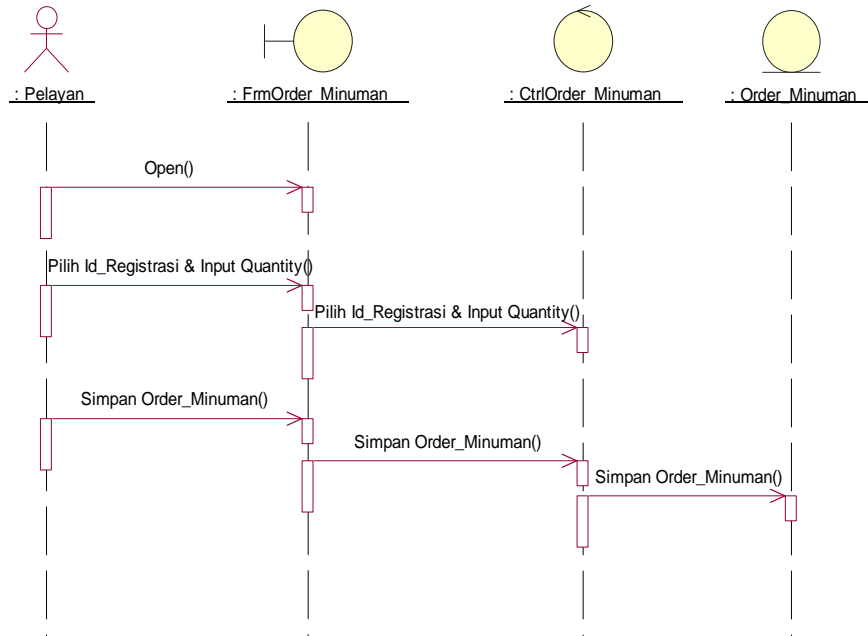 : Pelayan
: FrmOrder_Minuman
: CtrlOrder_Minuman
: Order_Minuman
Open()
Pilih Id_Registrasi & Input Quantity()
Pilih Id_Registrasi & Input Quantity()
Simpan Order_Minuman()
Simpan Order_Minuman()
Simpan Order_Minuman()